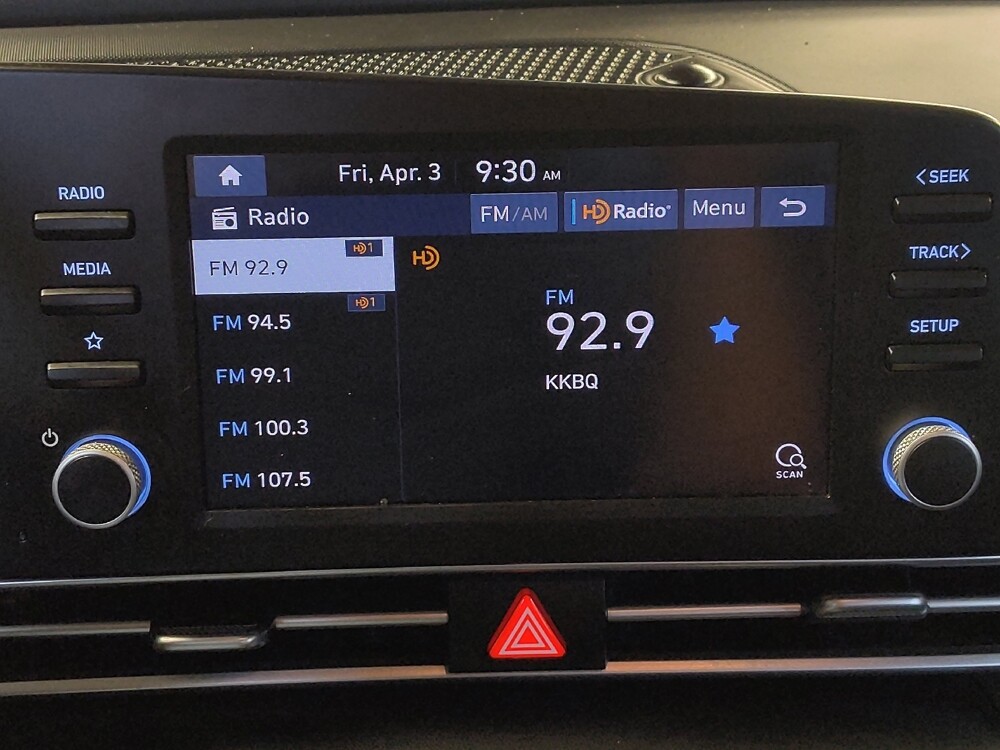 RADIO
MEDIA
Fri, Apr. 3 9:30 AM
Radio FM/AM HD Radio® Menu
FM 92.9 HD1
FM 94.5 HD1
FM 99.1
FM 100.3
FM 107.5
HD
FM
92.9
KKBQ
SCAN
<SEEK
TRACK>
SETUP